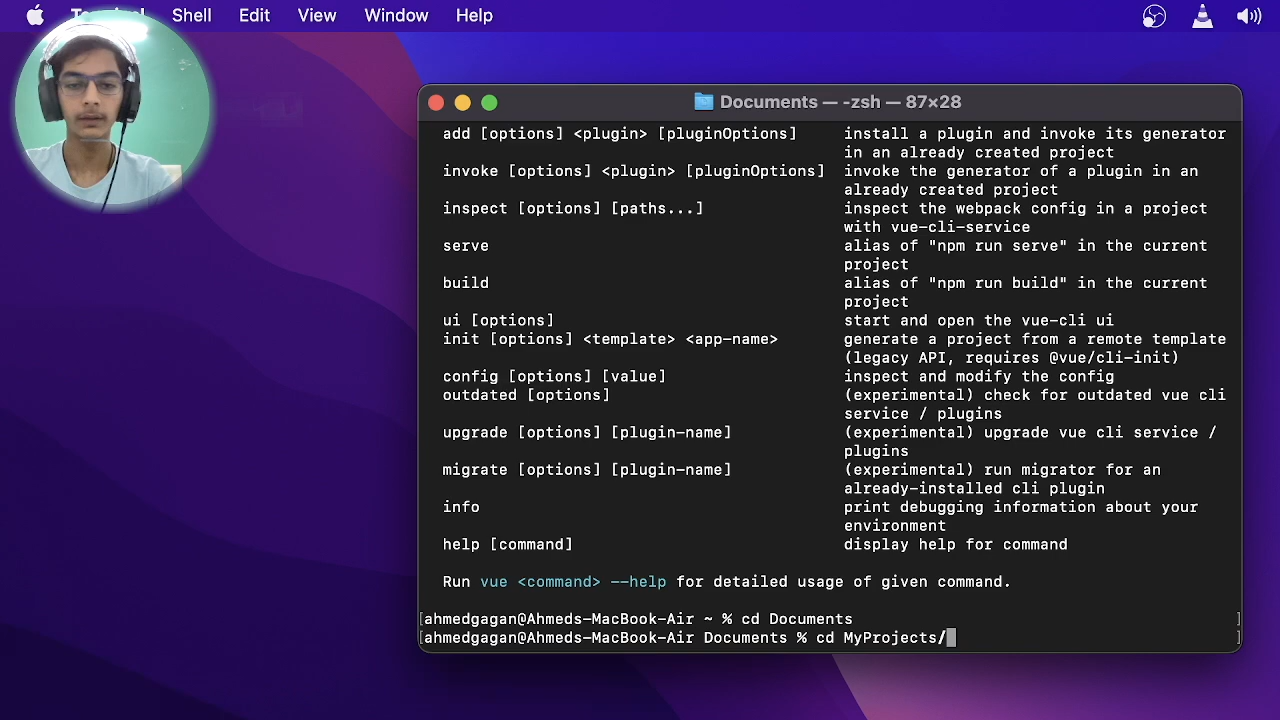 Terminal Shell Edit View Window Help
Documents — -zsh — 87×28
add [options] <plugin> [pluginOptions] install a plugin and invoke its generator
in an already created project
invoke [options] <plugin> [pluginOptions] invoke the generator of a plugin in an
already created project
inspect [options] [paths...] inspect the webpack config in a project
with vue-cli-service
serve alias of "npm run serve" in the current
project
build alias of "npm run build" in the current
project
ui [options] start and open the vue-cli ui
init [options] <template> <app-name> generate a project from a remote template
(legacy API, requires @vue/cli-init)
config [options] [value] inspect and modify the config
outdated [options] (experimental) check for outdated vue cli
service / plugins
upgrade [options] [plugin-name] (experimental) upgrade vue cli service /
plugins
migrate [options] [plugin-name] (experimental) run migrator for an
already-installed cli plugin
info print debugging information about your
environment
help [command] display help for command
Run vue <command> --help for detailed usage of given command.
[ahmedgagan@Ahmeds-MacBook-Air ~ % cd Documents ]
[ahmedgagan@Ahmeds-MacBook-Air Documents % cd MyProjects/ ]